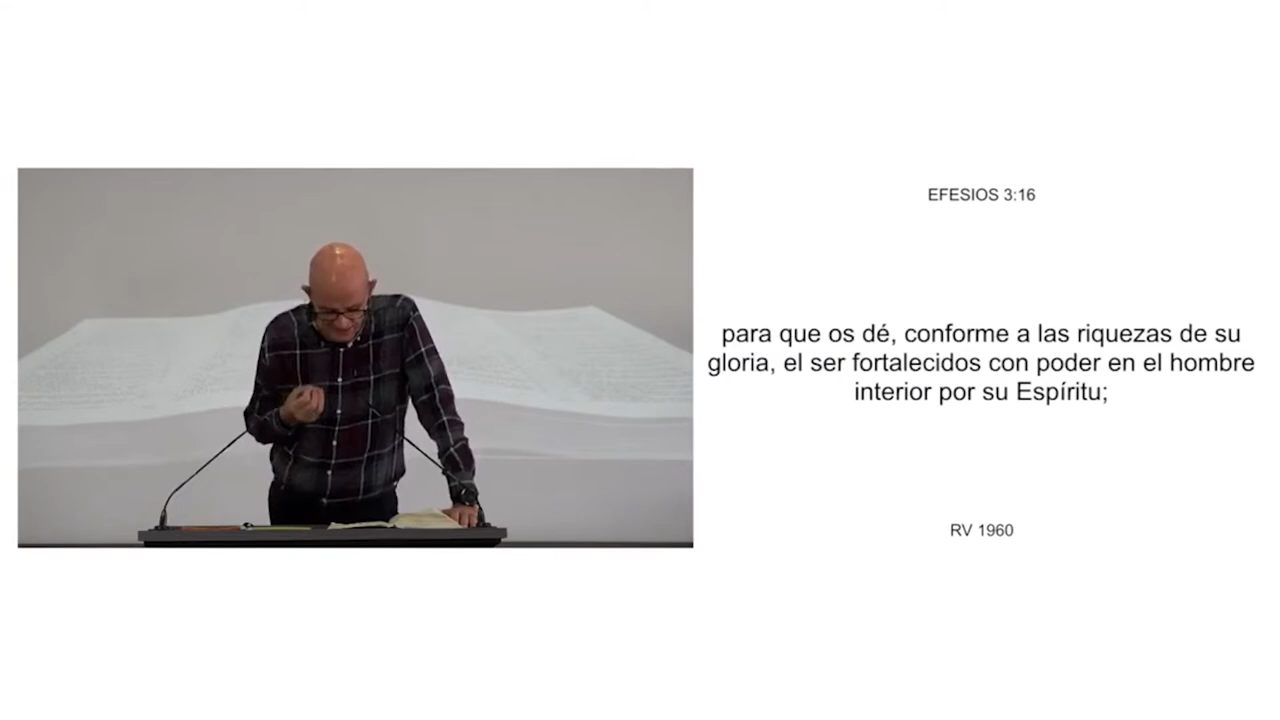 EFESIOS 3:16
para que os dé, conforme a las riquezas de su
gloria, el ser fortalecidos con poder en el hombre
interior por su Espíritu;
RV 1960